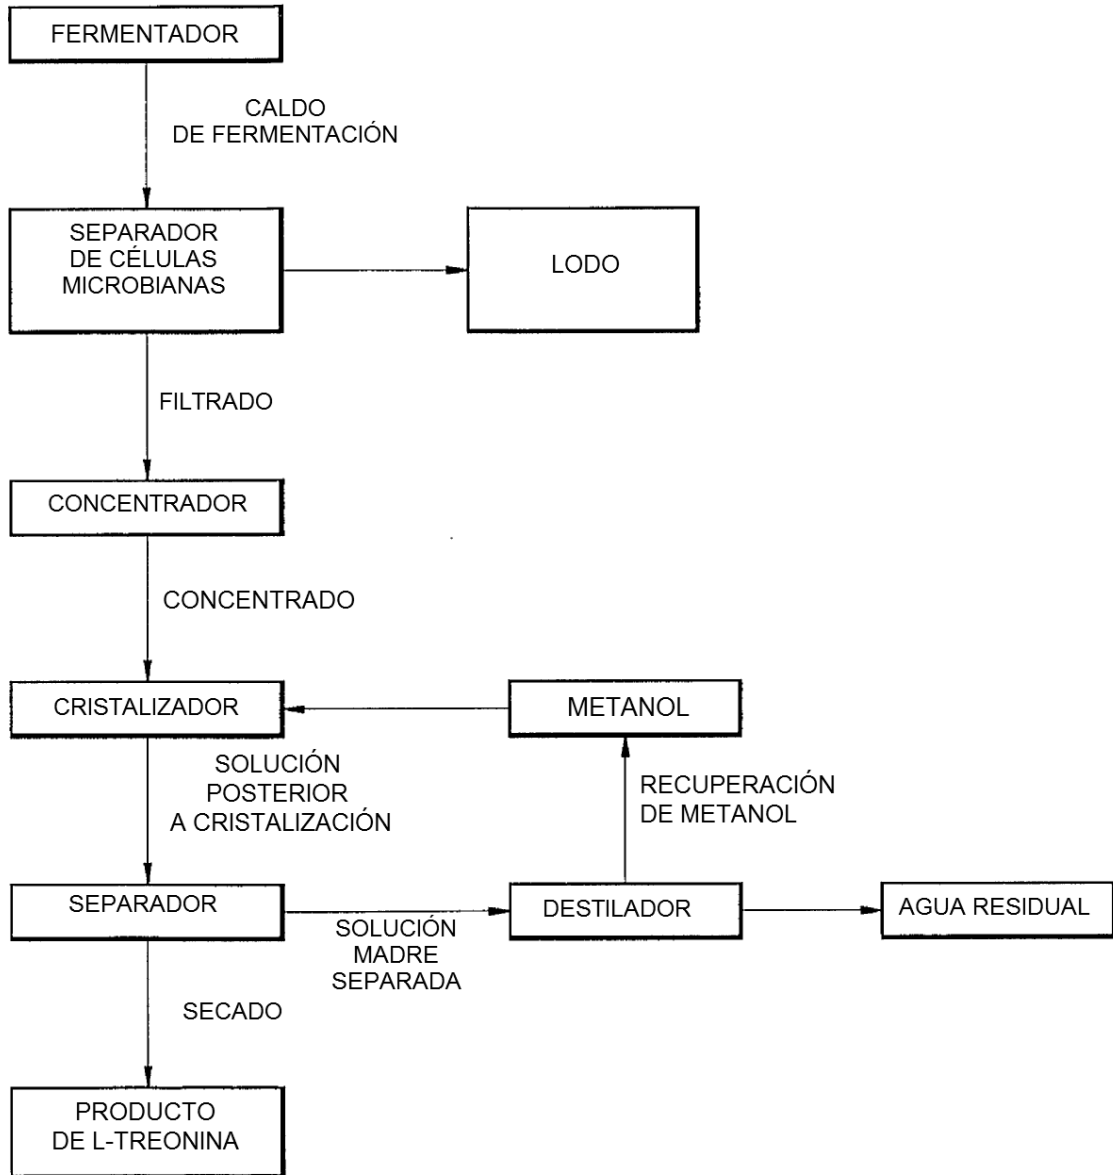 FERMENTADOR
CALDO
DE FERMENTACIÓN
SEPARADOR
DE CÉLULAS
MICROBIANAS
LODO
FILTRADO
CONCENTRADOR
CONCENTRADO
CRISTALIZADOR
METANOL
SOLUCIÓN
POSTERIOR
A CRISTALIZACIÓN
RECUPERACIÓN
DE METANOL
SEPARADOR
SOLUCIÓN
MADRE
SEPARADA
DESTILADOR
AGUA RESIDUAL
SECADO
PRODUCTO
DE L-TREONINA